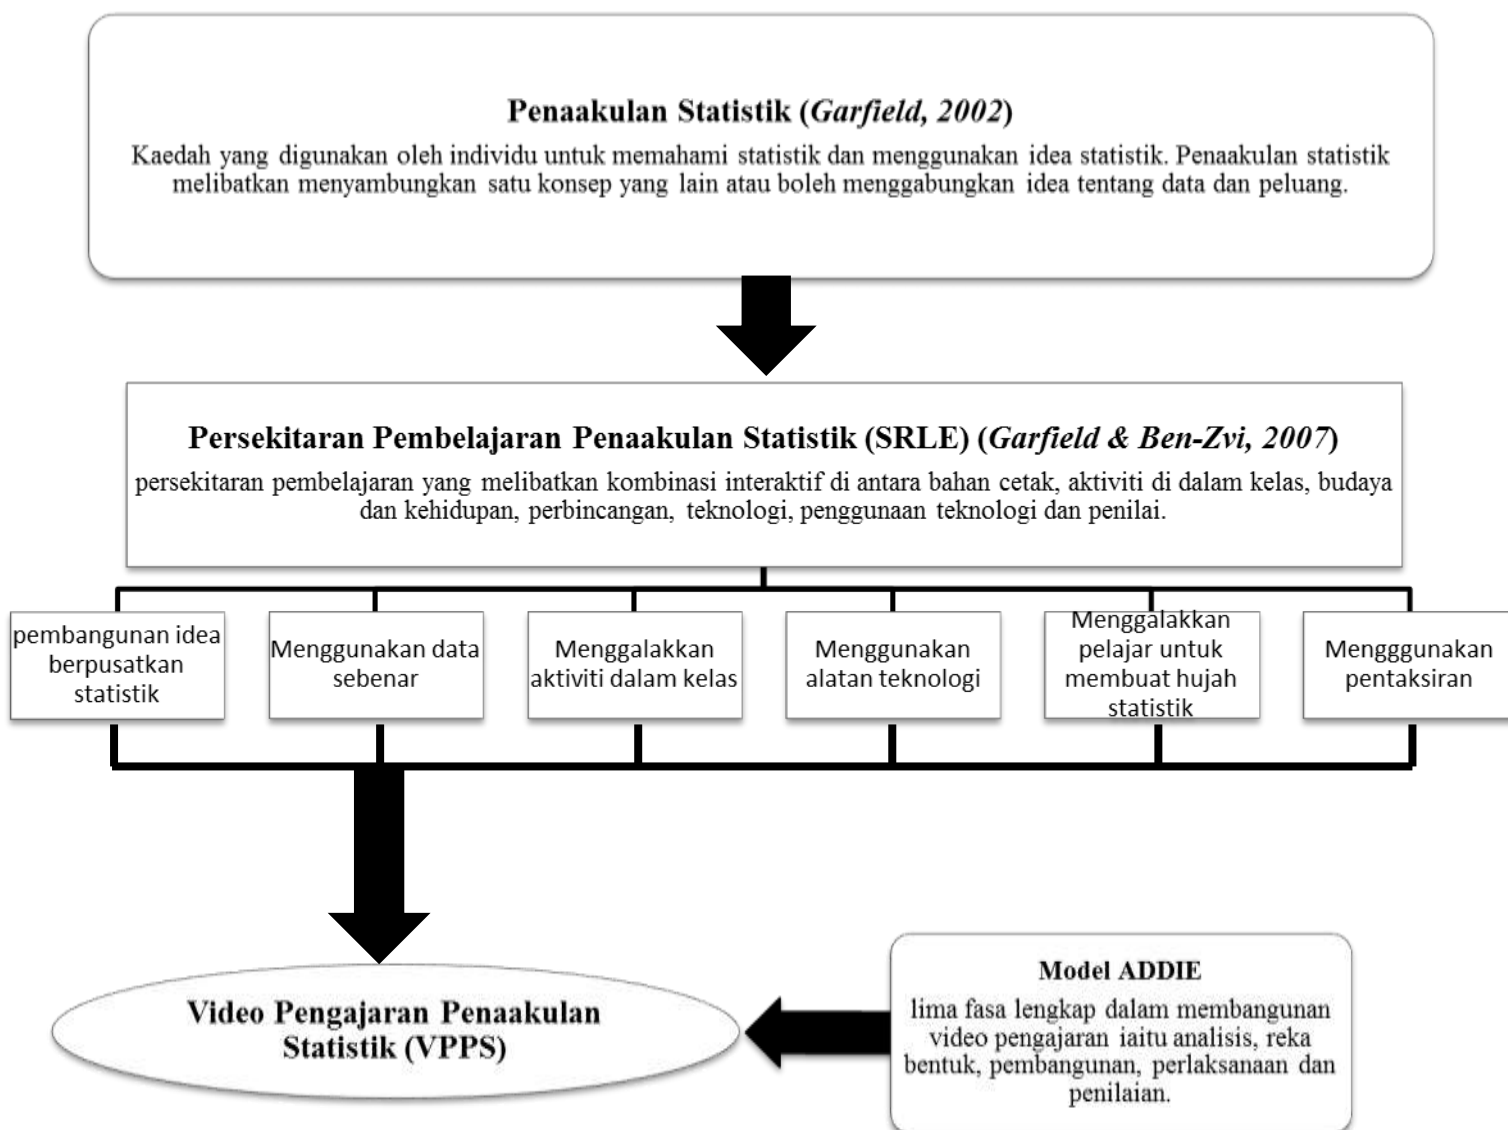 Penaakulan Statistik (Garfield, 2002)
Kaedah yang digunakan oleh individu untuk memahami statistik dan menggunakan idea statistik. Penaakulan statistik
melibatkan menyambungkan satu konsep yang lain atau boleh menggabungkan idea tentang data dan peluang.
Persekitaran Pembelajaran Penaakulan Statistik (SRLE) (Garfield & Ben-Zvi, 2007)
persekitaran pembelajaran yang melibatkan kombinasi interaktif di antara bahan cetak, aktiviti di dalam kelas, budaya
dan kehidupan, perbincangan, teknologi, penggunaan teknologi dan penilai.
pembangunan idea
berpusatkan
statistik
Menggunakan data
sebenar
Menggalakkan
aktiviti dalam kelas
Menggunakan
alatan teknologi
Menggalakkan
pelajar untuk
membuat hujah
statistik
Mengggunakan
pentaksiran
Video Pengajaran Penaakulan
Statistik (VPPS)
Model ADDIE
lima fasa lengkap dalam membangunan
video pengajaran iaitu analisis, reka
bentuk, pembangunan, perlaksanaan dan
penilaian.